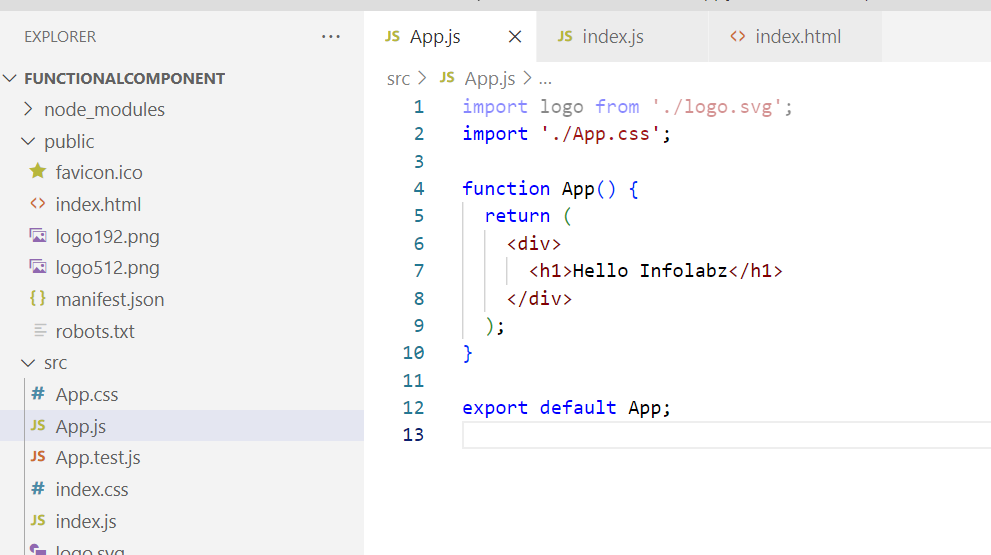 EXPLORER
···
FUNCTIONALCOMPONENT
node_modules
public
favicon.ico
index.html
logo192.png
logo512.png
manifest.json
robots.txt
src
App.css
App.js
App.test.js
index.css
index.js
logo.svg
JS App.js
JS index.js
<> index.html
src > JS App.js > ...
1 import logo from './logo.svg';
2 import './App.css';
3
4 function App() {
5 return (
6 <div>
7 <h1>Hello Infolabz</h1>
8 </div>
9 );
10 }
11
12 export default App;
13